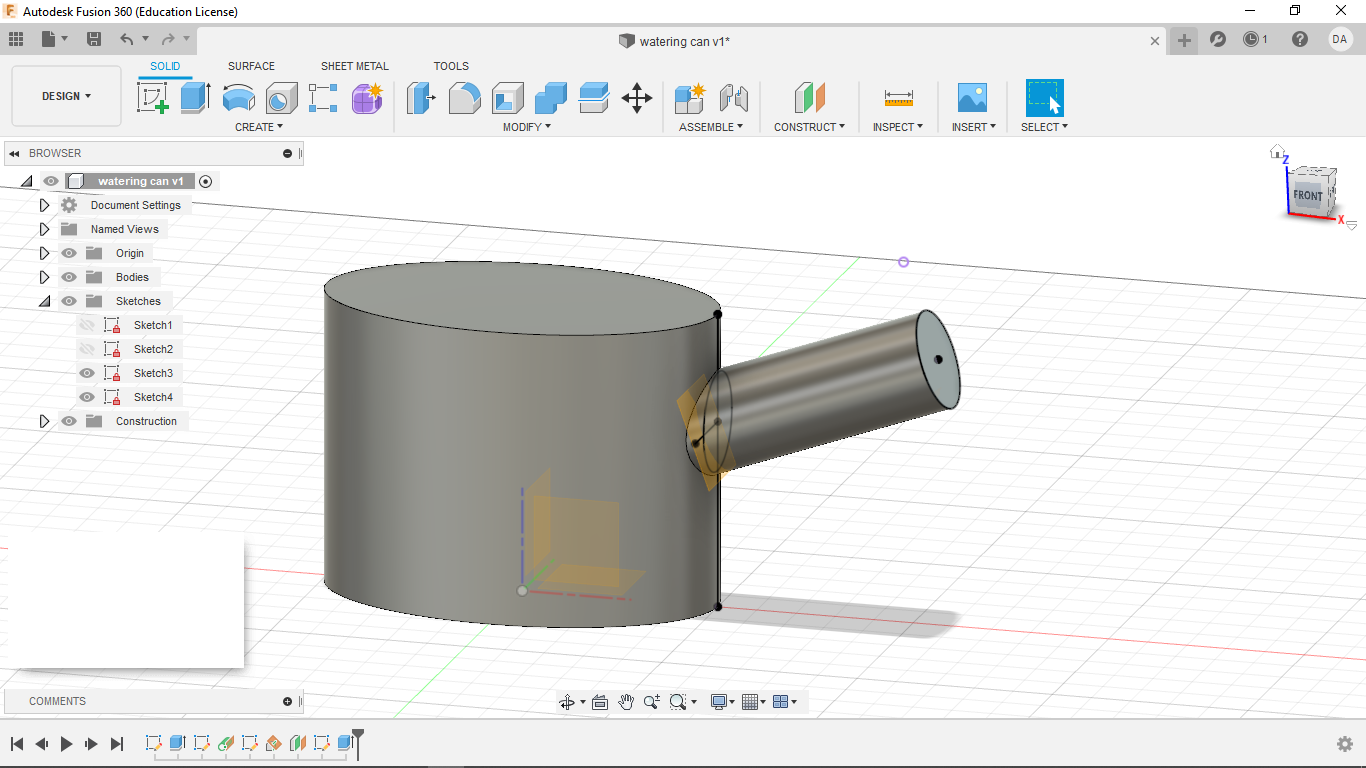 F Autodesk Fusion 360 (Education License)
watering can v1*
1
DA
DESIGN
SOLID SURFACE SHEET METAL TOOLS
CREATE MODIFY ASSEMBLE CONSTRUCT INSPECT INSERT SELECT
BROWSER
watering can v1
Document Settings
Named Views
Origin
Bodies
Sketches
Sketch1
Sketch2
Sketch3
Sketch4
Construction
Z
FRONT
X
COMMENTS